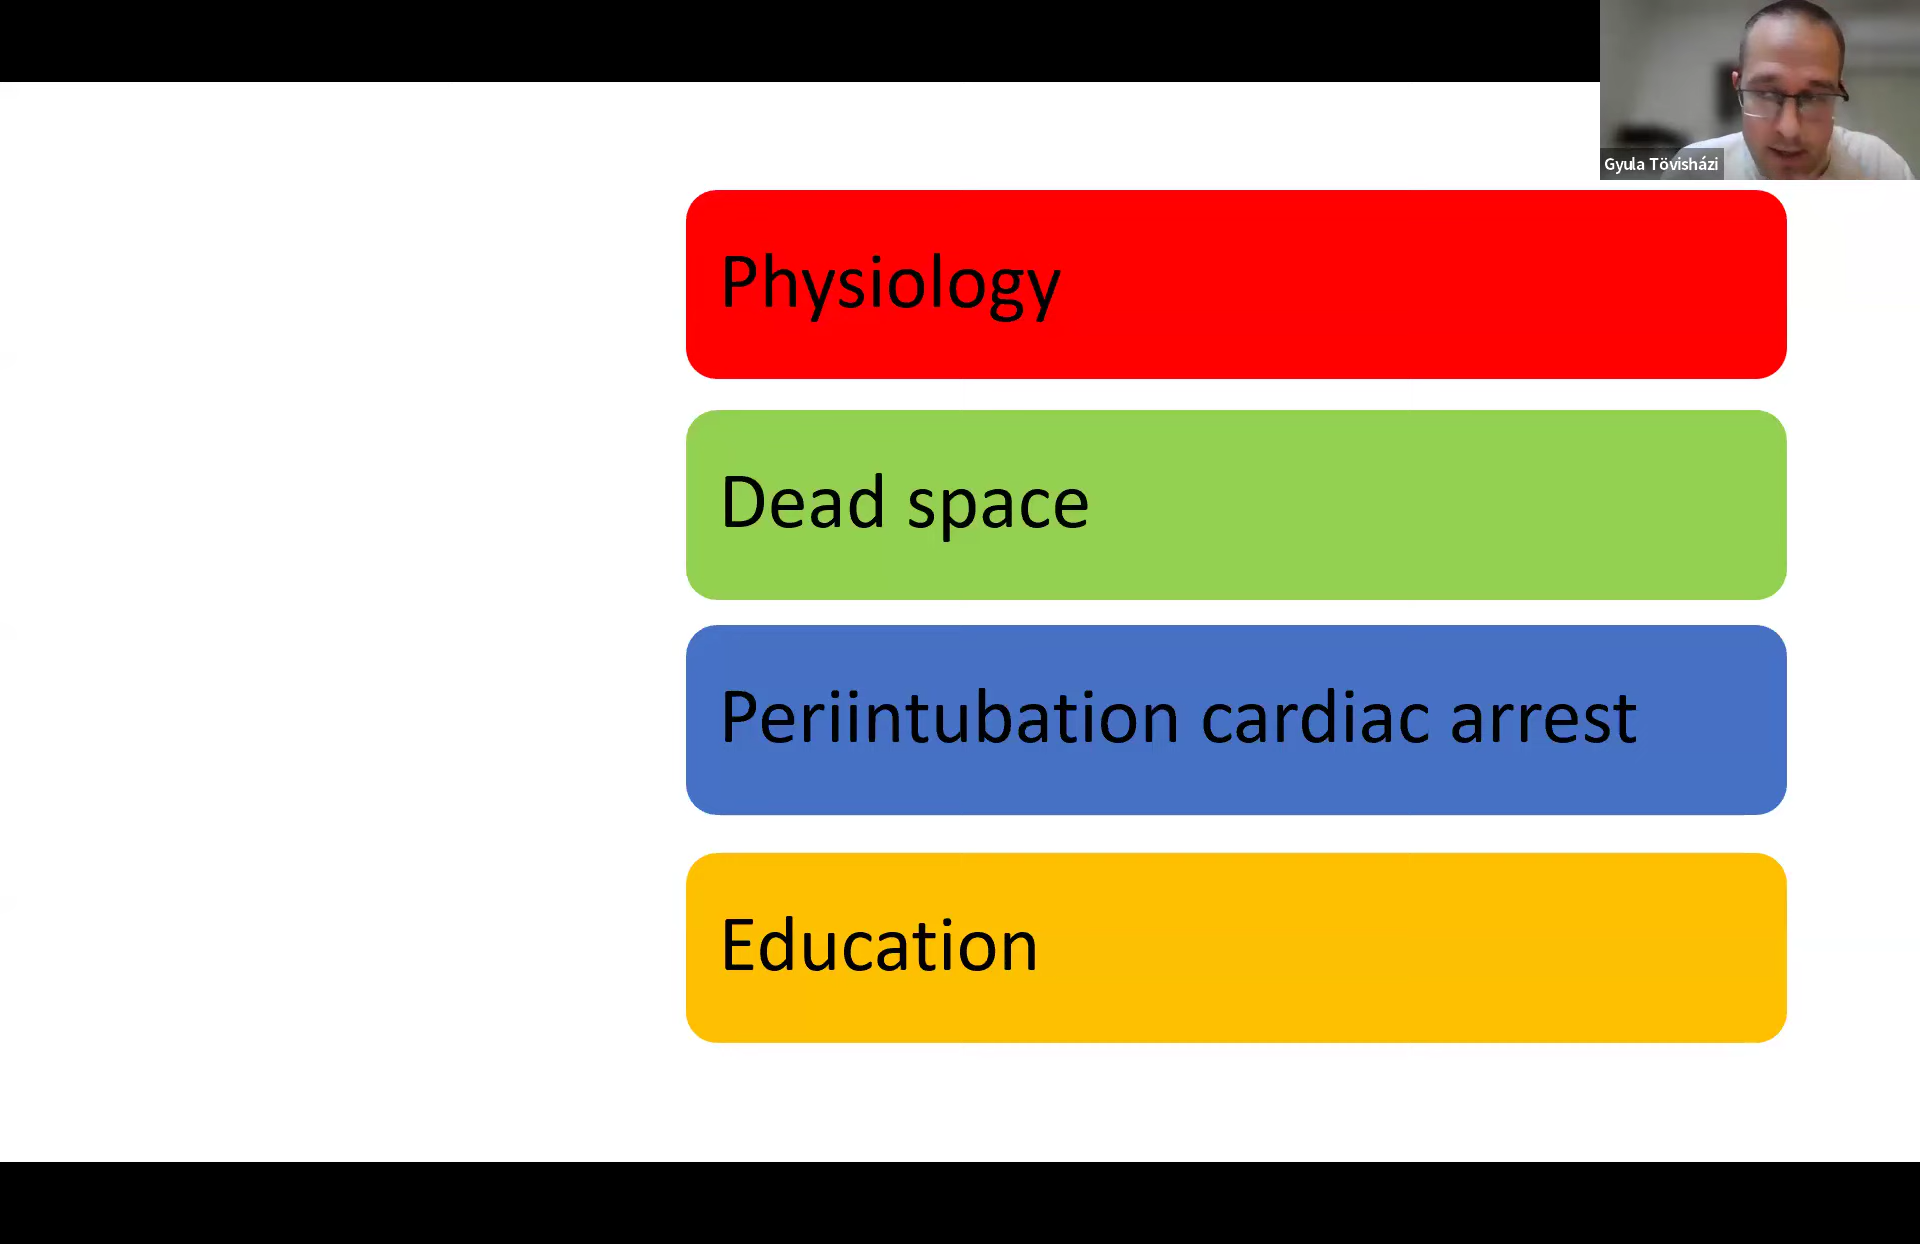 Gyula Tövisházi
Physiology
Dead space
Periintubation cardiac arrest
Education